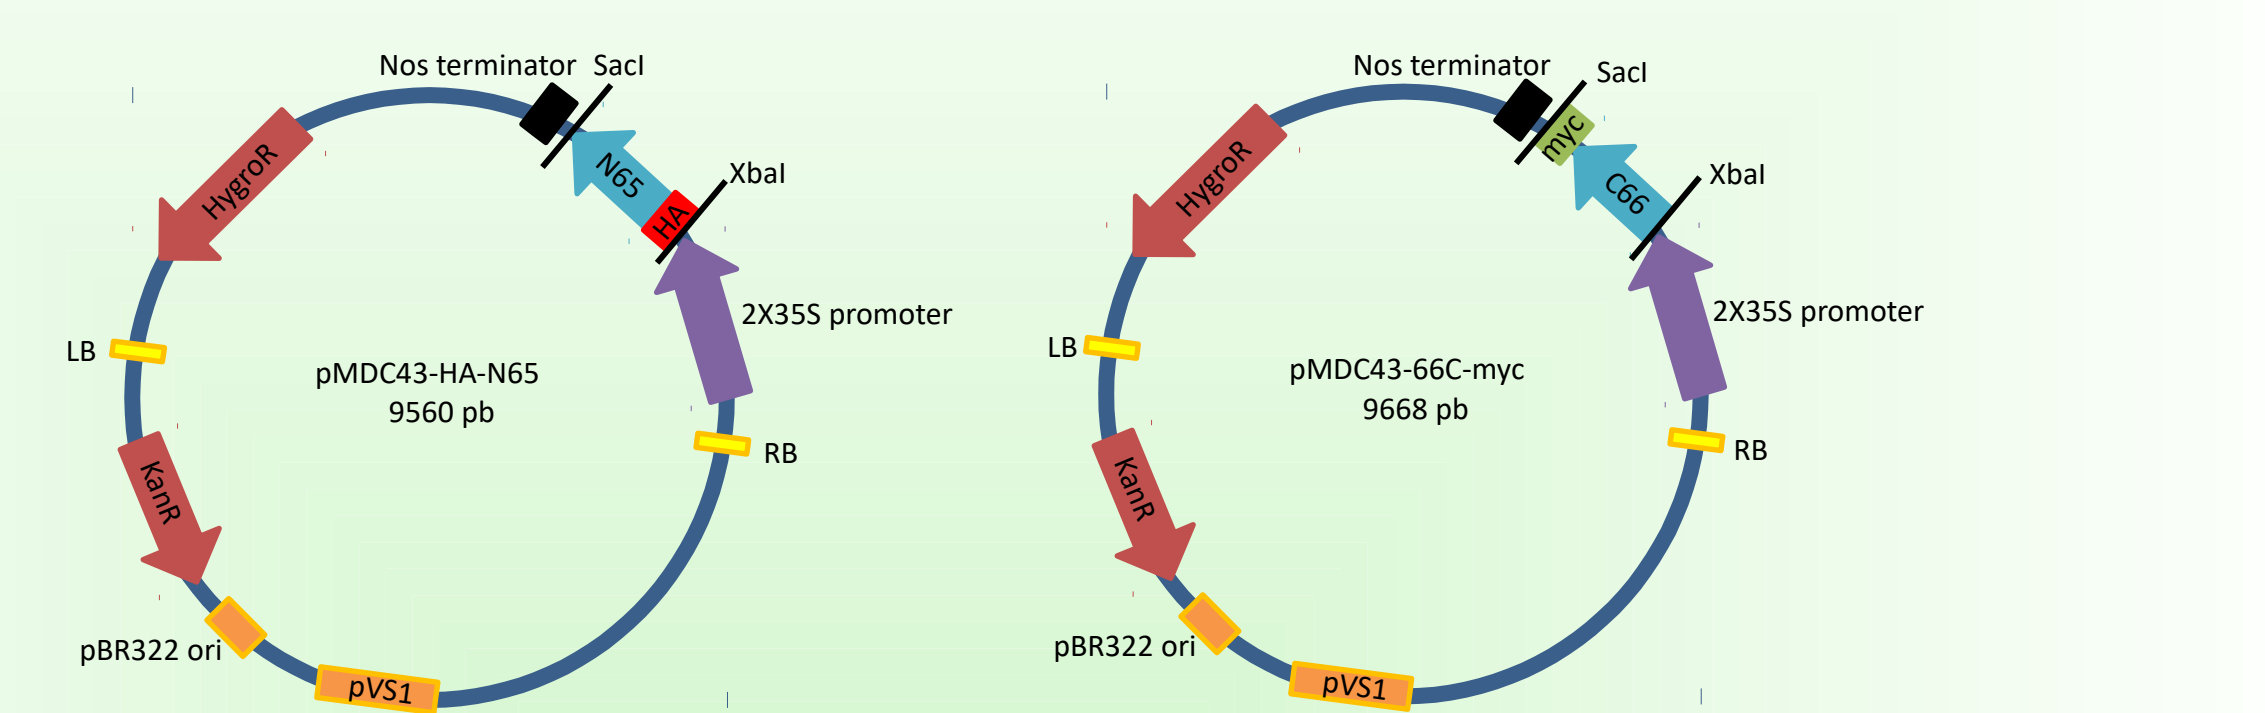 Nos terminator
SacI
HygroR
N65
XbaI
HA
2X35S promoter
LB
pMDC43-HA-N65
9560 pb
RB
KanR
pBR322 ori
pVS1
Nos terminator
SacI
myc
HygroR
C66
XbaI
2X35S promoter
LB
pMDC43-66C-myc
9668 pb
RB
KanR
pBR322 ori
pVS1